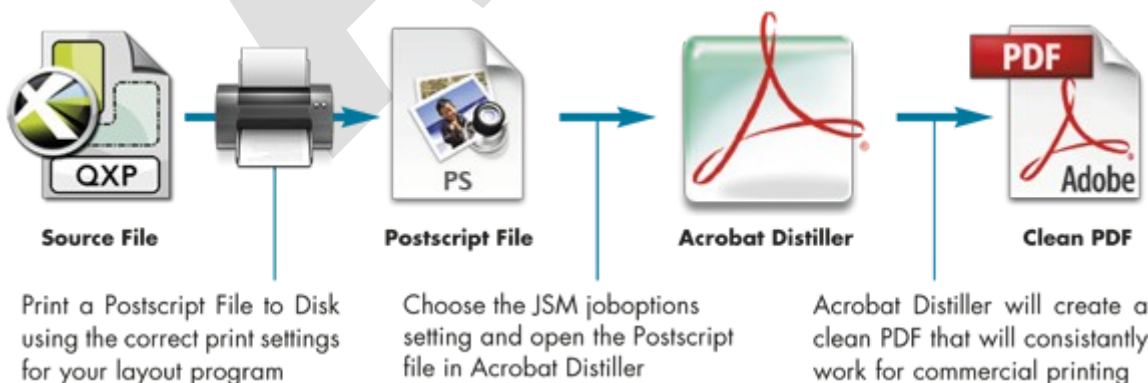 QXP
PS
PDF
Adobe
Source File
Postscript File
Acrobat Distiller
Clean PDF
Print a Postscript File to Disk
using the correct print settings
for your layout program
Choose the JSM joboptions
setting and open the Postscript
file in Acrobat Distiller
Acrobat Distiller will create a
clean PDF that will consistantly
work for commercial printing